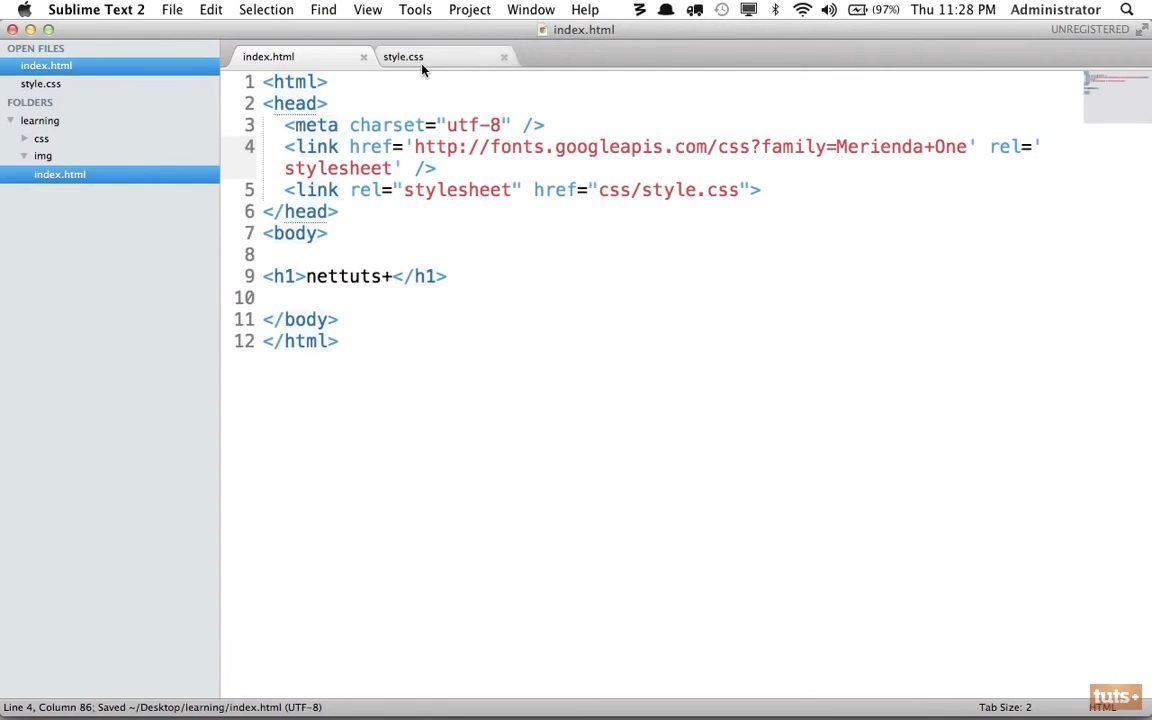 Sublime Text 2 File Edit Selection Find View Tools Project Window Help (97%) Thu 11:28 PM Administrator
index.html UNREGISTERED
OPEN FILES
index.html
style.css
FOLDERS
learning
css
img
index.html
index.html style.css
1 <html>
2 <head>
3 <meta charset="utf-8" />
4 <link href='http://fonts.googleapis.com/css?family=Merienda+One' rel='
stylesheet' />
5 <link rel="stylesheet" href="css/style.css">
6 </head>
7 <body>
8
9 <h1>nettuts+</h1>
10
11 </body>
12 </html>
Line 4, Column 86; Saved ~/Desktop/learning/index.html (UTF-8) Tab Size: 2 HTML
tuts+